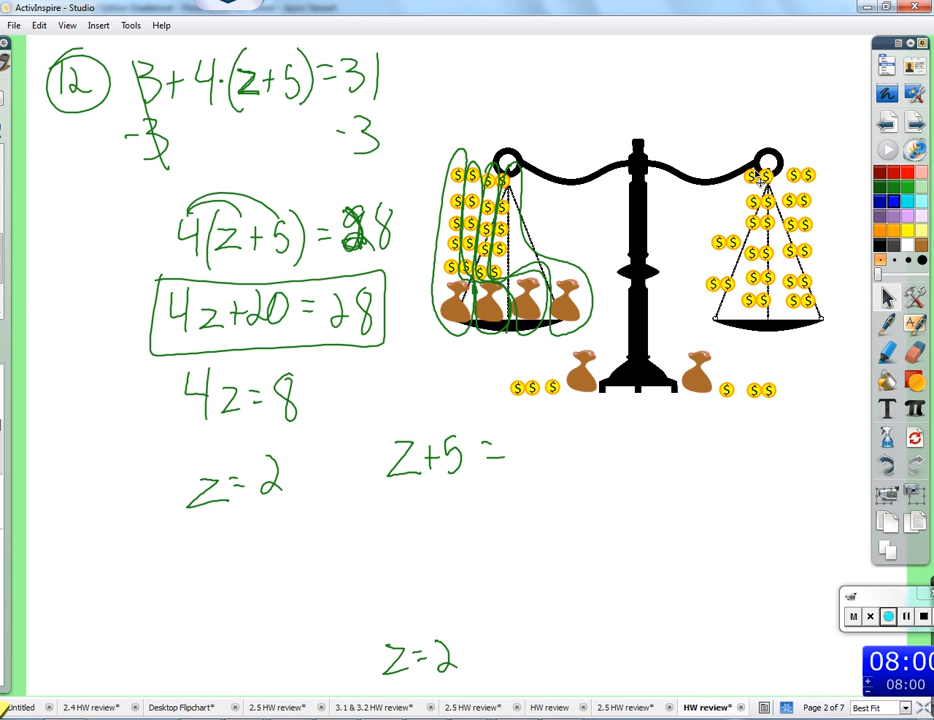 ActivInspire - Studio
File Edit View Insert Tools Help
12 3 + 4·(z+5) = 31
-3 -3
4(z+5) = 28
4z+20 = 28
4z = 8
z+5 =
z = 2
z = 2
M
08:00
08:00
Untitled 2.4 HW review* Desktop Flipchart* 2.5 HW review* 3.1 & 3.2 HW review* 2.5 HW review* HW review 2.5 HW review* HW review* Page 2 of 7 Best Fit